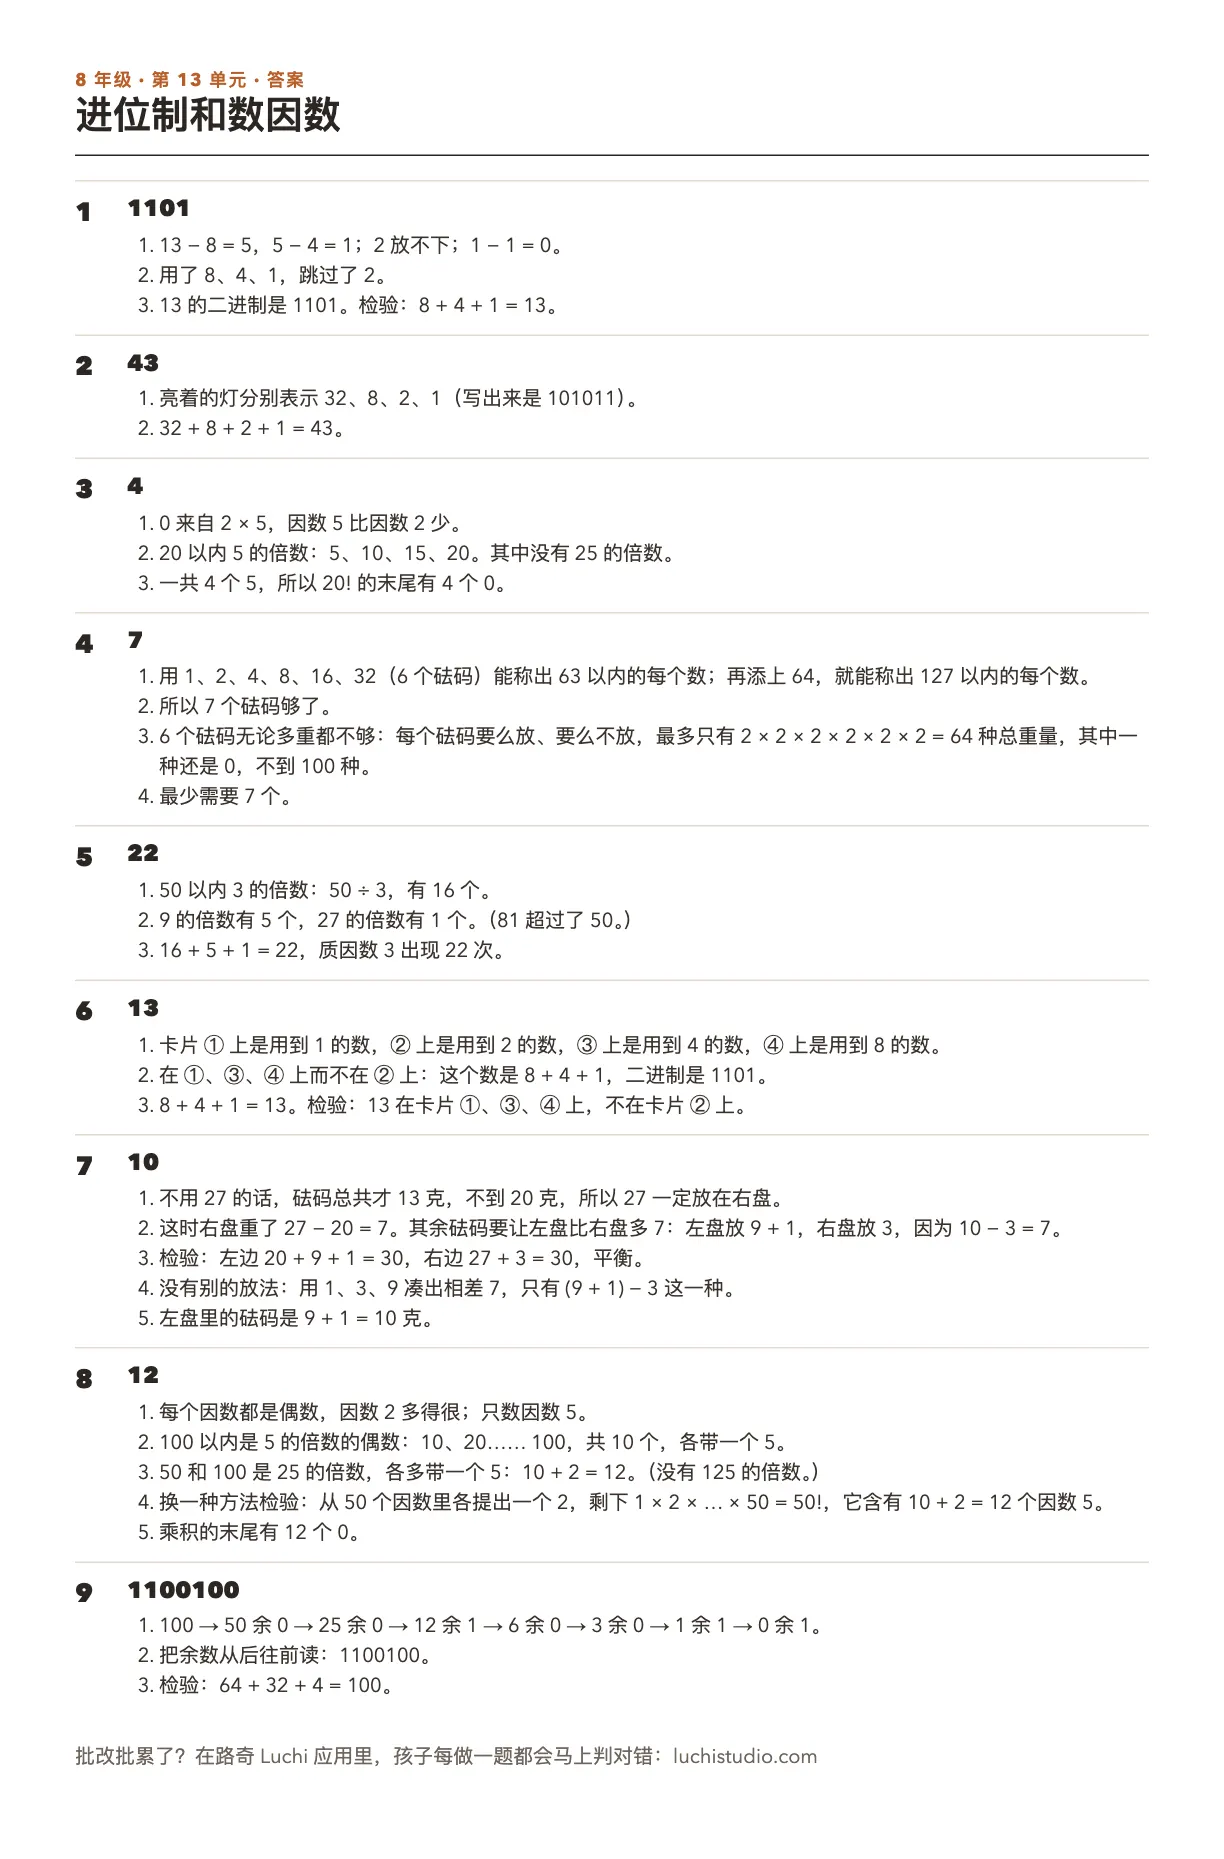 8 年级 · 第 13 单元 · 答案
进位制和数因数
1 1101
1. 13 − 8 = 5，5 − 4 = 1；2 放不下；1 − 1 = 0。
2. 用了 8、4、1，跳过了 2。
3. 13 的二进制是 1101。检验：8 + 4 + 1 = 13。
2 43
1. 亮着的灯分别表示 32、8、2、1（写出来是 101011）。
2. 32 + 8 + 2 + 1 = 43。
3 4
1. 0 来自 2 × 5，因数 5 比因数 2 少。
2. 20 以内 5 的倍数：5、10、15、20。其中没有 25 的倍数。
3. 一共 4 个 5，所以 20! 的末尾有 4 个 0。
4 7
1. 用 1、2、4、8、16、32（6 个砝码）能称出 63 以内的每个数；再添上 64，就能称出 127 以内的每个数。
2. 所以 7 个砝码够了。
3. 6 个砝码无论多重都不够：每个砝码要么放、要么不放，最多只有 2 × 2 × 2 × 2 × 2 × 2 = 64 种总重量，其中一
种还是 0，不到 100 种。
4. 最少需要 7 个。
5 22
1. 50 以内 3 的倍数：50 ÷ 3，有 16 个。
2. 9 的倍数有 5 个，27 的倍数有 1 个。（81 超过了 50。）
3. 16 + 5 + 1 = 22，质因数 3 出现 22 次。
6 13
1. 卡片 ① 上是用到 1 的数，② 上是用到 2 的数，③ 上是用到 4 的数，④ 上是用到 8 的数。
2. 在 ①、③、④ 上而不在 ② 上：这个数是 8 + 4 + 1，二进制是 1101。
3. 8 + 4 + 1 = 13。检验：13 在卡片 ①、③、④ 上，不在卡片 ② 上。
7 10
1. 不用 27 的话，砝码总共才 13 克，不到 20 克，所以 27 一定放在右盘。
2. 这时右盘重了 27 − 20 = 7。其余砝码要让左盘比右盘多 7：左盘放 9 + 1，右盘放 3，因为 10 − 3 = 7。
3. 检验：左边 20 + 9 + 1 = 30，右边 27 + 3 = 30，平衡。
4. 没有别的放法：用 1、3、9 凑出相差 7，只有 (9 + 1) − 3 这一种。
5. 左盘里的砝码是 9 + 1 = 10 克。
8 12
1. 每个因数都是偶数，因数 2 多得很；只数因数 5。
2. 100 以内是 5 的倍数的偶数：10、20…… 100，共 10 个，各带一个 5。
3. 50 和 100 是 25 的倍数，各多带一个 5：10 + 2 = 12。（没有 125 的倍数。）
4. 换一种方法检验：从 50 个因数里各提出一个 2，剩下 1 × 2 × … × 50 = 50!，它含有 10 + 2 = 12 个因数 5。
5. 乘积的末尾有 12 个 0。
9 1100100
1. 100 → 50 余 0 → 25 余 0 → 12 余 1 → 6 余 0 → 3 余 0 → 1 余 1 → 0 余 1。
2. 把余数从后往前读：1100100。
3. 检验：64 + 32 + 4 = 100。
批改批累了？在路奇 Luchi 应用里，孩子每做一题都会马上判对错：luchistudio.com